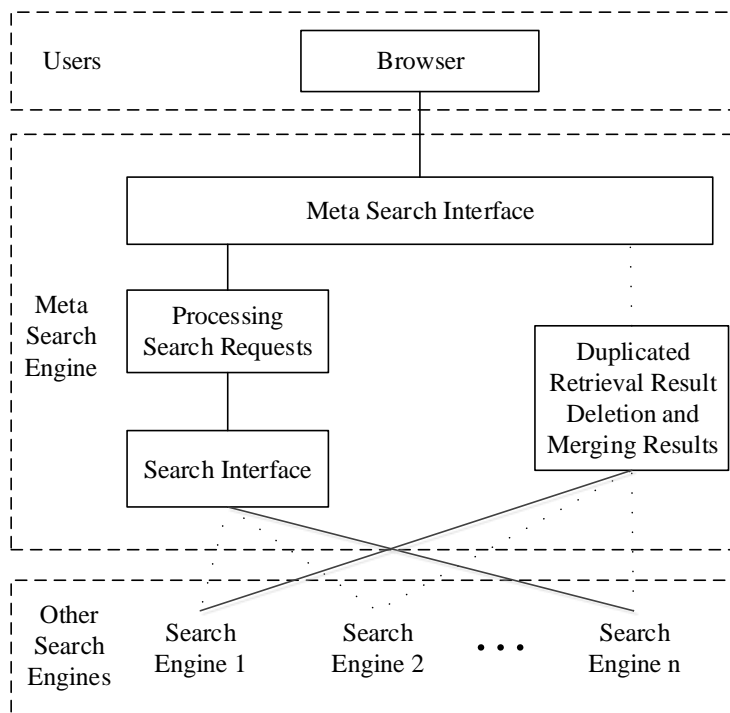 Users
Browser
Meta Search Interface
Meta
Search
Engine
Processing
Search Requests
Duplicated
Retrieval Result
Deletion and
Merging Results
Search Interface
Other
Search
Engines
Search
Engine 1
Search
Engine 2
• • •
Search
Engine n